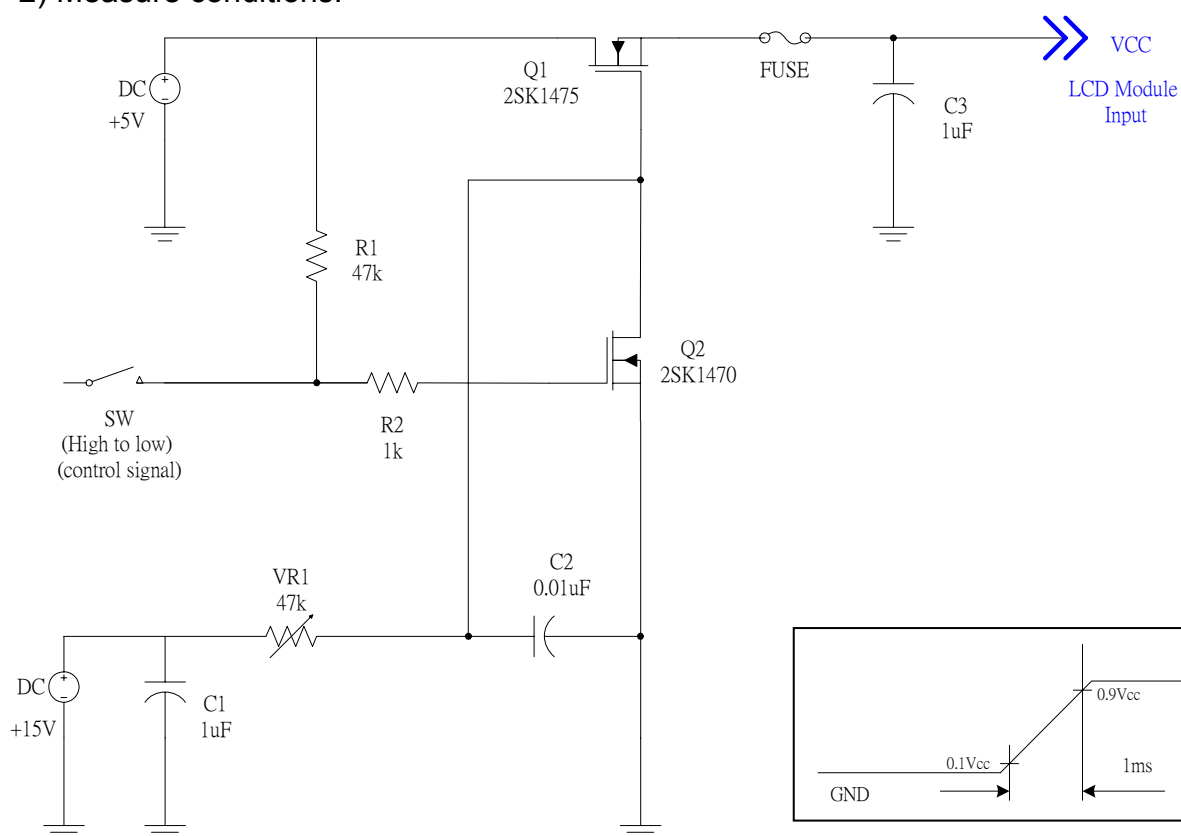 2) Measure conditions:
DC
+5V
Q1
2SK1475
FUSE
VCC
LCD Module
Input
C3
1uF
R1
47k
SW
(High to low)
(control signal)
R2
1k
Q2
2SK1470
VR1
47k
C2
0.01uF
DC
+15V
C1
1uF
0.9Vcc
0.1Vcc
1ms
GND